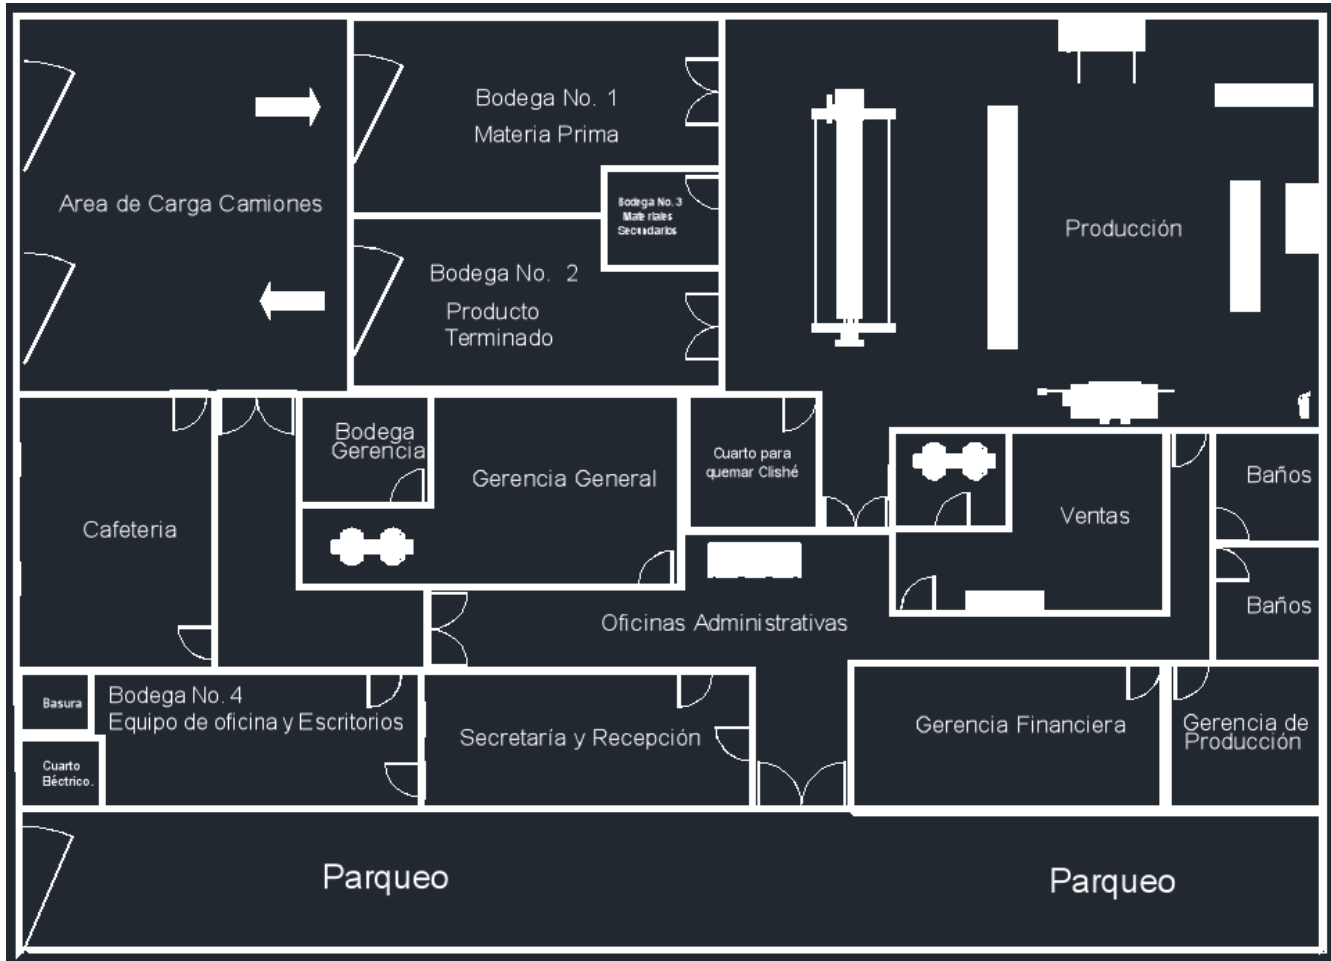 Bodega No. 1
Materia Prima
Area de Carga Camiones
Bodega No. 3
Materiales
Secundarios
Producción
Bodega No. 2
Producto
Terminado
Bodega
Gerencia
Gerencia General
Cuarto para
quemar Clishé
Cafeteria
Ventas
Baños
Baños
Oficinas Administrativas
Basura
Bodega No. 4
Equipo de oficina y Escritorios
Secretaría y Recepción
Gerencia Financiera
Gerencia de
Producción
Cuarto
Eléctrico.
Parqueo
Parqueo